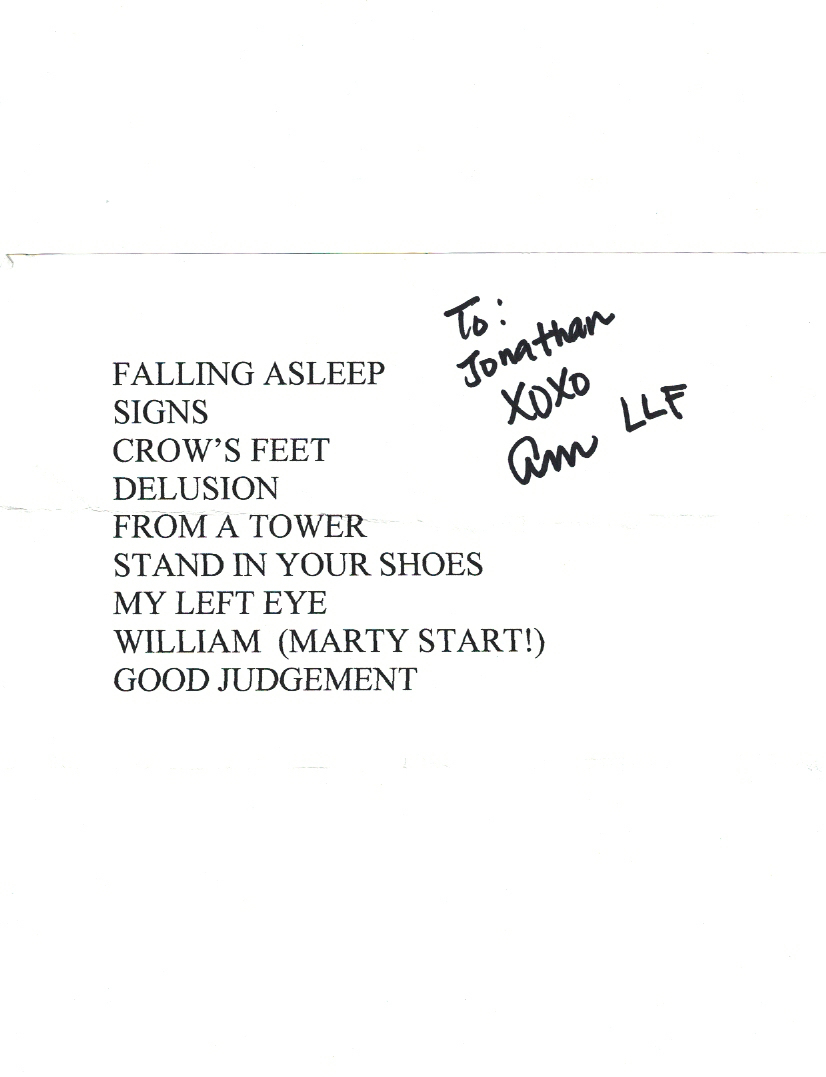 To:
Jonathan
XOXO
am LLF
FALLING ASLEEP
SIGNS
CROW'S FEET
DELUSION
FROM A TOWER
STAND IN YOUR SHOES
MY LEFT EYE
WILLIAM (MARTY START!)
GOOD JUDGEMENT